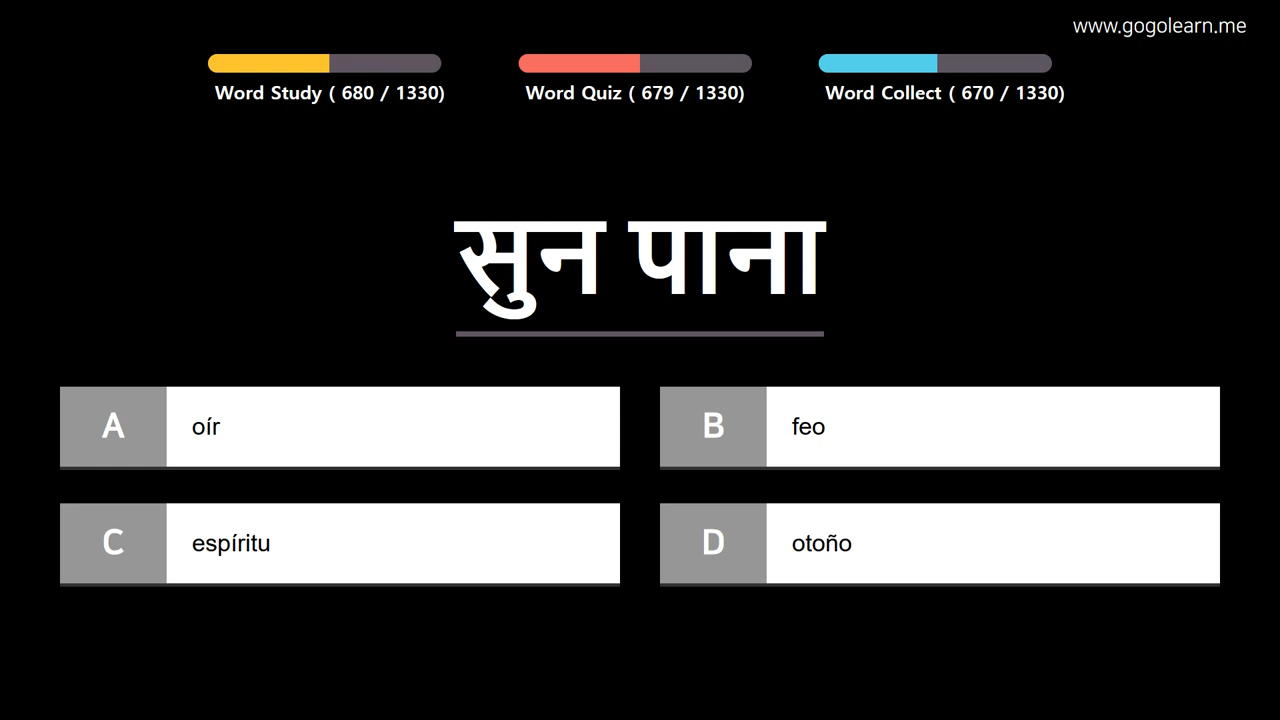 www.gogolearn.me
Word Study ( 680 / 1330)
Word Quiz ( 679 / 1330)
Word Collect ( 670 / 1330)
सुन पाना
A
oír
B
feo
C
espíritu
D
otoño